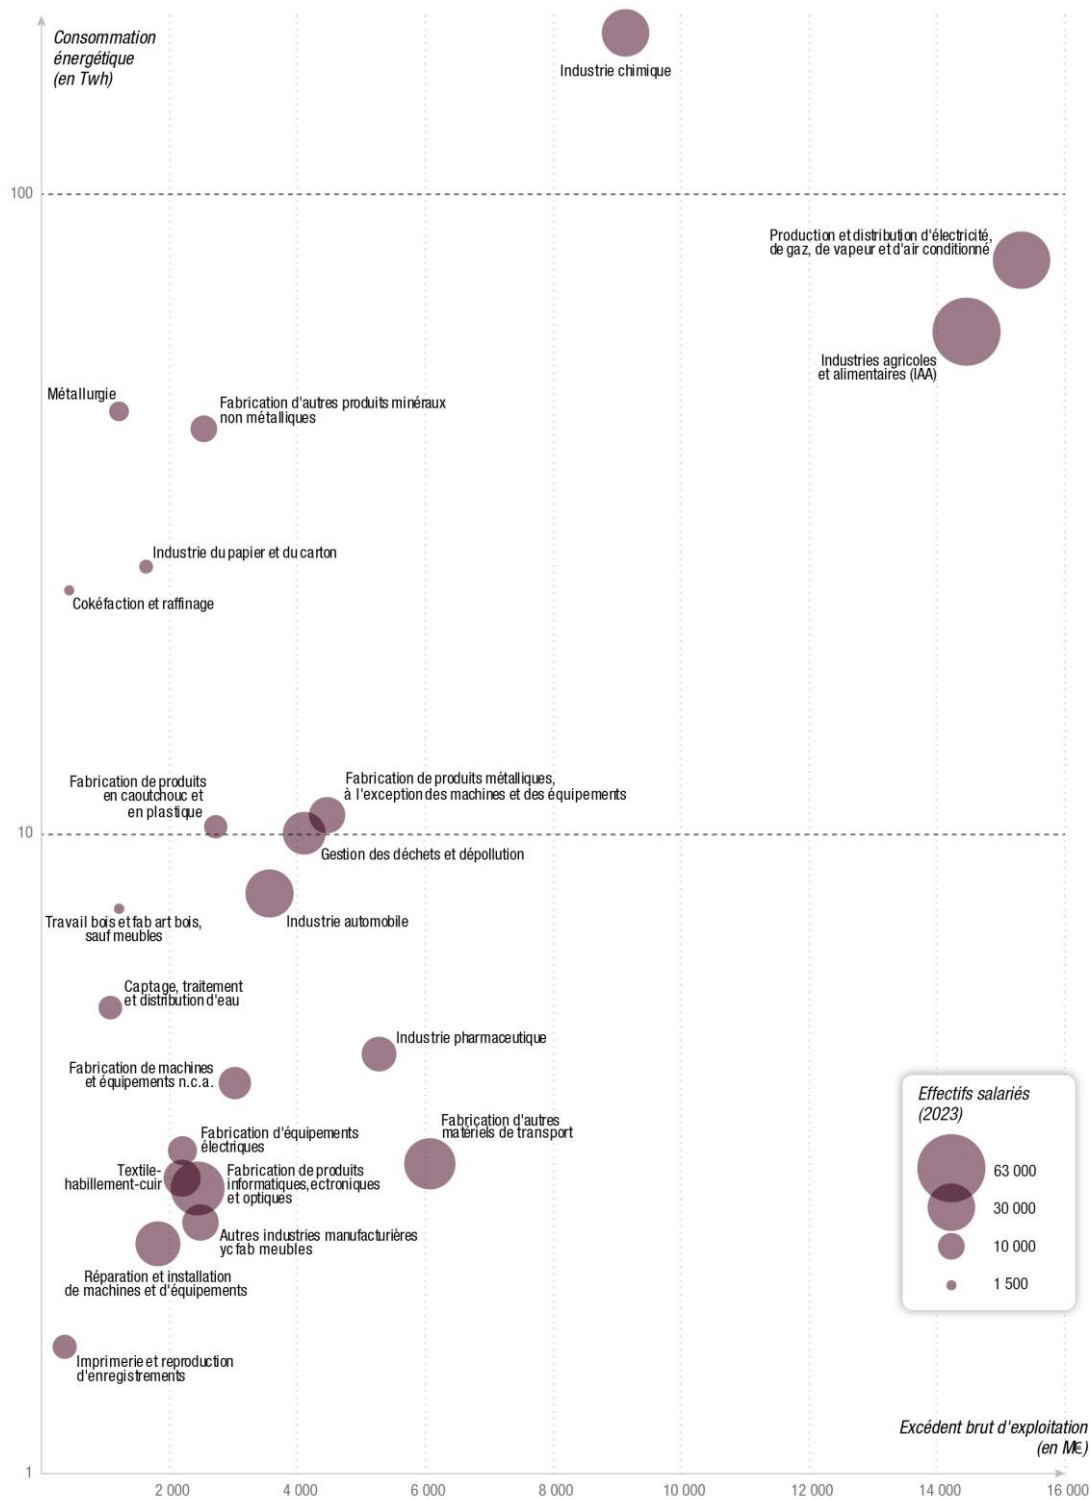 Consommation
énergétique
(en Twh)
Industrie chimique
100
Production et distribution d'électricité,
de gaz, de vapeur et d'air conditionné
Industries agricoles
et alimentaires (IAA)
Métallurgie
Fabrication d'autres produits minéraux
non métalliques
Industrie du papier et du carton
Cokéfaction et raffinage
Fabrication de produits
en caoutchouc et
en plastique
Fabrication de produits métalliques,
à l'exception des machines et des équipements
10
Gestion des déchets et dépollution
Industrie automobile
Travail bois et fab art bois,
sauf meubles
Captage, traitement
et distribution d'eau
Industrie pharmaceutique
Fabrication de machines
et équipements n.c.a.
Fabrication d'autres
matériels de transport
Fabrication d'équipements
électriques
Textile-
habillement-cuir
Fabrication de produits
informatiques, ectroniques
et optiques
Autres industries manufacturières
yc fab meubles
Réparation et installation
de machines et d'équipements
Imprimerie et reproduction
d'enregistrements
Effectifs salariés
(2023)
63 000
30 000
10 000
1 500
Excédent brut d'exploitation
(en M€)
1
2 000 4 000 6 000 8 000 10 000 12 000 14 000 16 000